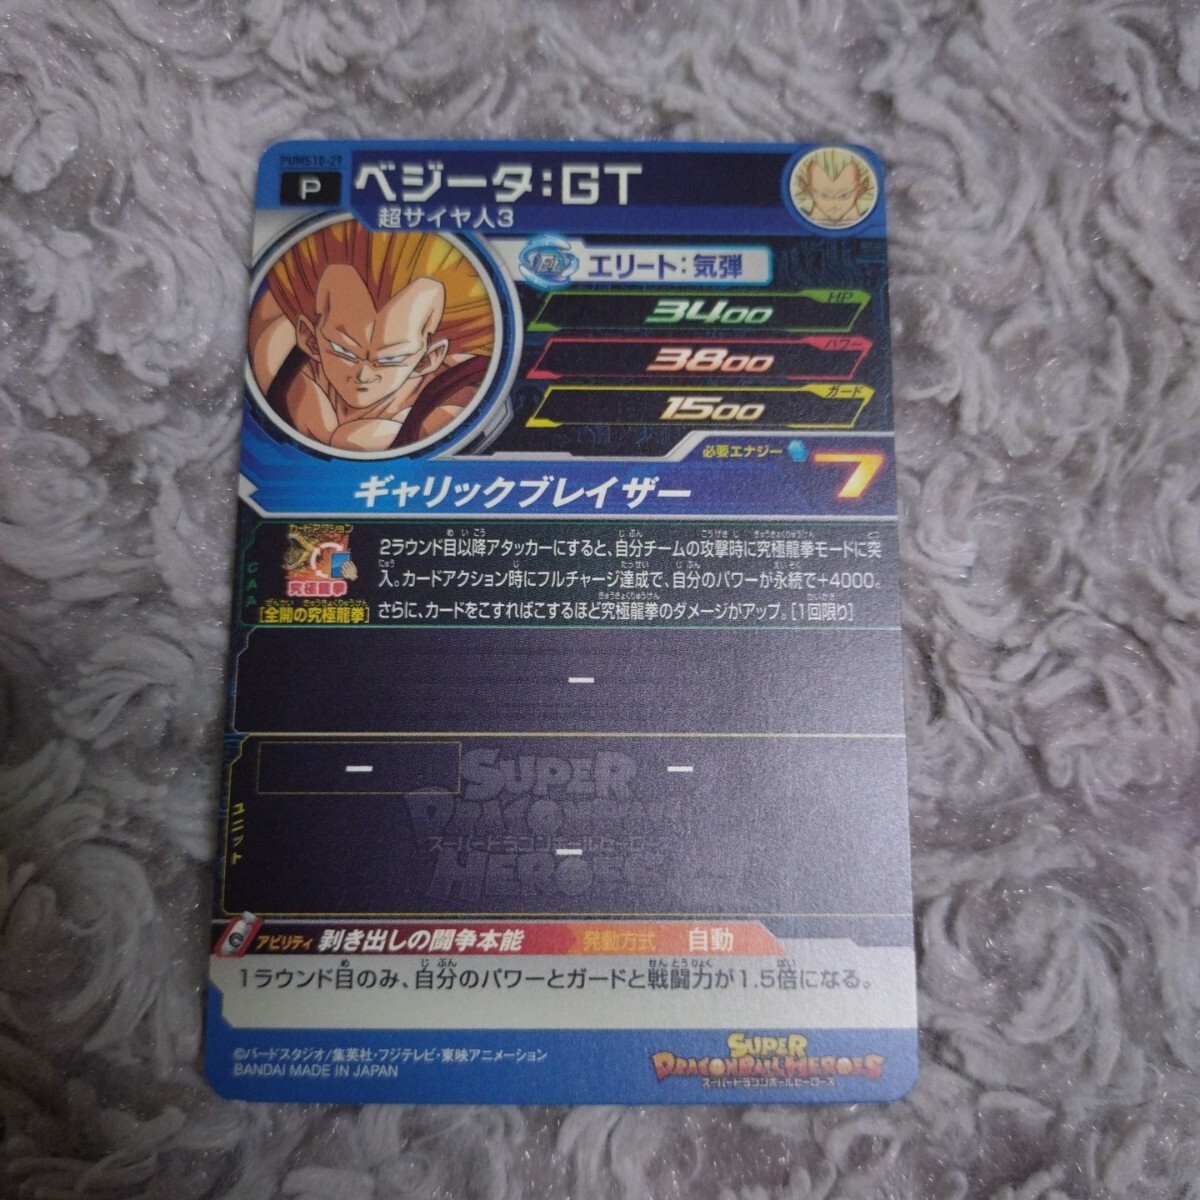 PUMS10-29
P
ベジータ:GT
超サイヤ人3
エリート:気弾
HP
3400
パワー
3800
ガード
1500
必要エナジー
7
ギャリックブレイザー
CAA
カードアクション
究極龍拳
[全開の究極龍拳]
2ラウンド目以降アタッカーにすると、自分チームの攻撃時に究極龍拳モードに突
入。カードアクション時にフルチャージ達成で、自分のパワーが永続で+4000。
さらに、カードをこすればこするほど究極龍拳のダメージがアップ。[1回限り]
ー
ー
ー
ユニット
SUPER
DRAGONBALL
スーパードラゴンボールヒーローズ
HEROES
ー
アビリティ 剥き出しの闘争本能 発動方式 自動
1ラウンド目のみ、自分のパワーとガードと戦闘力が1.5倍になる。
©バードスタジオ/集英社・フジテレビ・東映アニメーション
BANDAI MADE IN JAPAN
SUPER
DRAGONBALL HEROES
スーパードラゴンボールヒーローズ